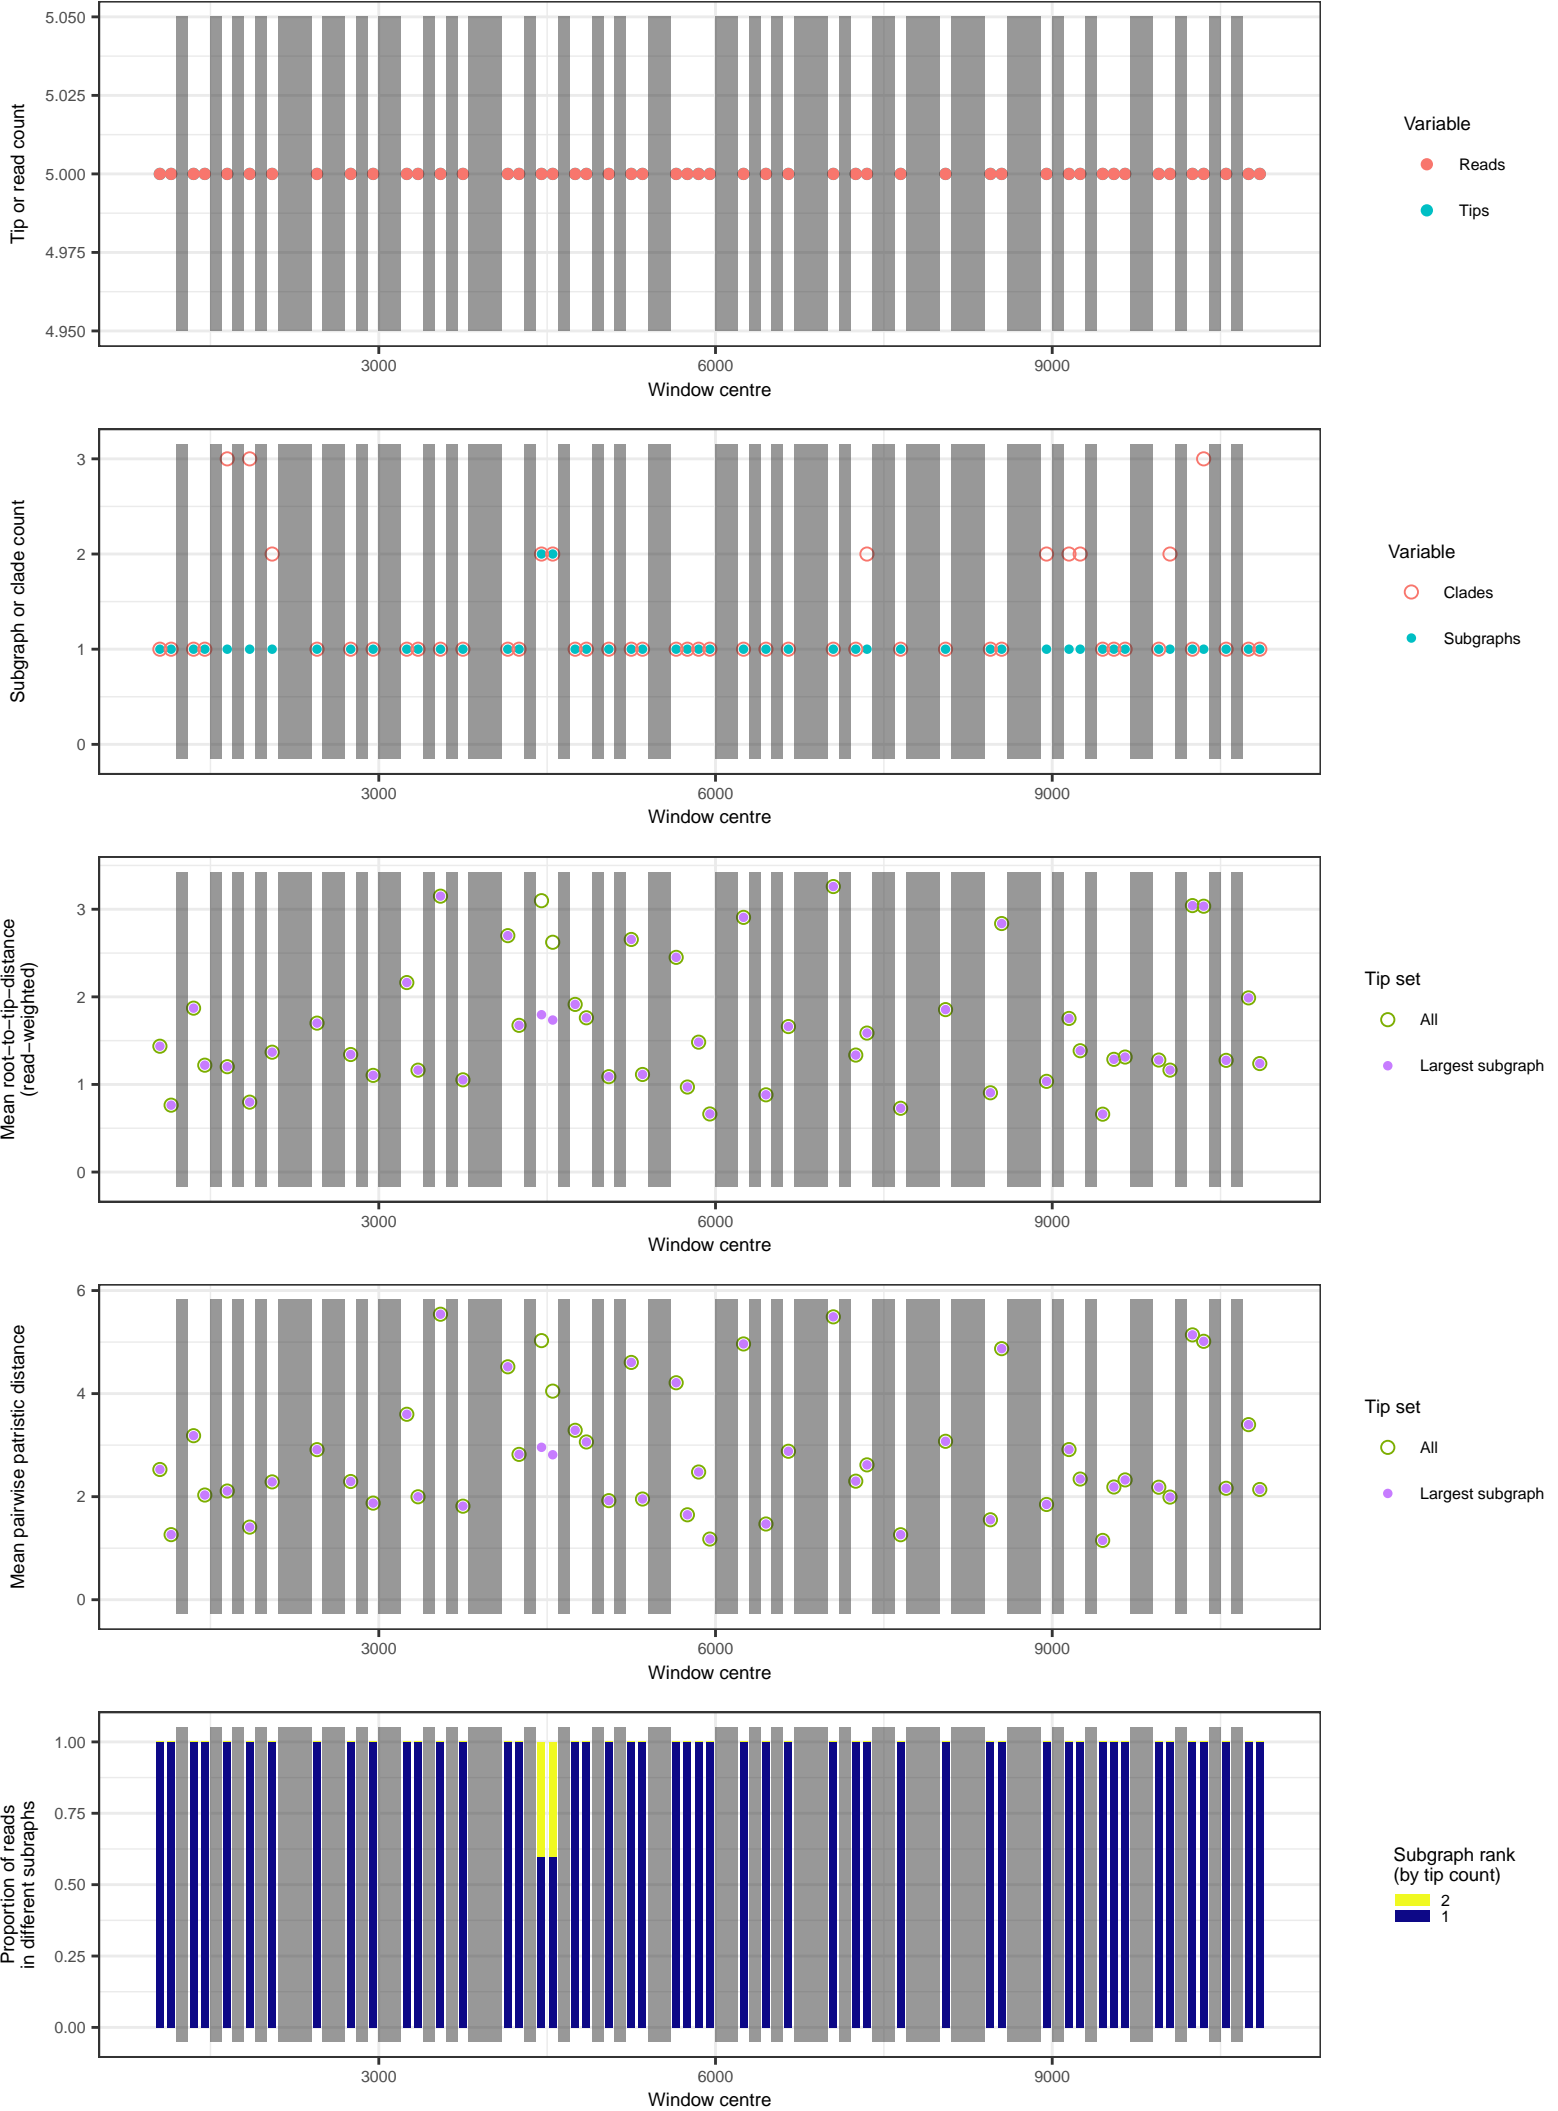 5.050
5.025
5.000
4.975
4.950
Tip or read count
3000
6000
9000
Window centre
Variable
Reads
Tips
3
2
1
0
Subgraph or clade count
3000
6000
9000
Window centre
Variable
Clades
Subgraphs
3
2
1
0
Mean root−to−tip−distance
(read−weighted)
3000
6000
9000
Window centre
Tip set
All
Largest subgraph
6
4
2
0
Mean pairwise patristic distance
3000
6000
9000
Window centre
Tip set
All
Largest subgraph
1.00
0.75
0.50
0.25
0.00
Proportion of reads
in different subraphs
3000
6000
9000
Window centre
Subgraph rank
(by tip count)
2
1